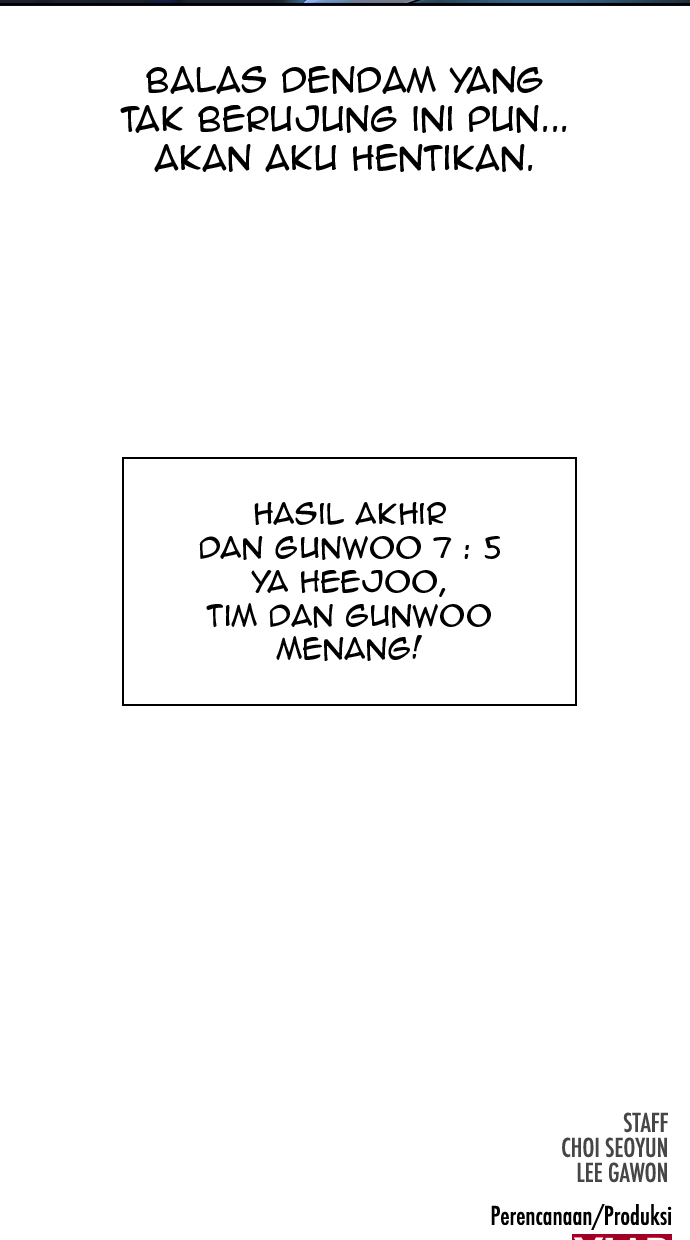 BALAS DENDAM YANG
TAK BERUJUNG INI PUN...
AKAN AKU HENTIKAN.
HASIL AKHIR
DAN GUNWOO 7 : 5
YA HEEJOO,
TIM DAN GUNWOO
MENANG!
STAFF
CHOI SEOYUN
LEE GAWON
Perencanaan/Produksi